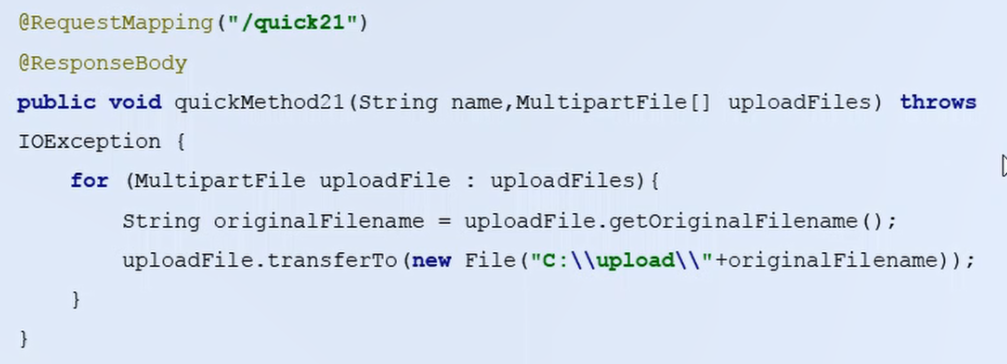 @RequestMapping("/quick21")
@ResponseBody
public void quickMethod21(String name,MultipartFile[] uploadFiles) throws
IOException {
    for (MultipartFile uploadFile : uploadFiles){
        String originalFilename = uploadFile.getOriginalFilename();
        uploadFile.transferTo(new File("C:\\upload\\"+originalFilename));
    }
}